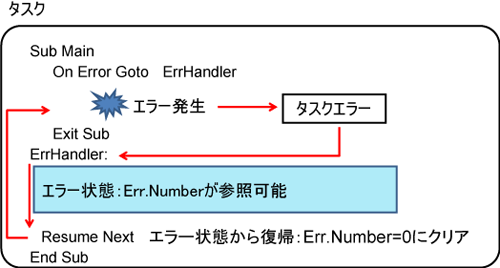 タスク
Sub Main
On Error Goto ErrHandler
エラー発生
タスクエラー
Exit Sub
ErrHandler:
エラー状態：Err.Numberが参照可能
Resume Next エラー状態から復帰：Err.Number=0にクリア
End Sub